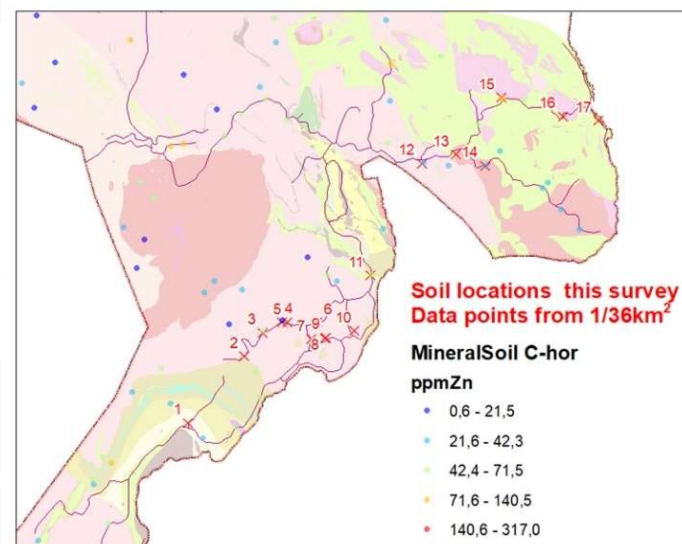 15
16
17
13
12
14
11
5
4
6
3
7
9
10
8
2
1
Soil locations this survey
Data points from 1/36km²
MineralSoil C-hor
ppmZn
0,6 - 21,5
21,6 - 42,3
42,4 - 71,5
71,6 - 140,5
140,6 - 317,0